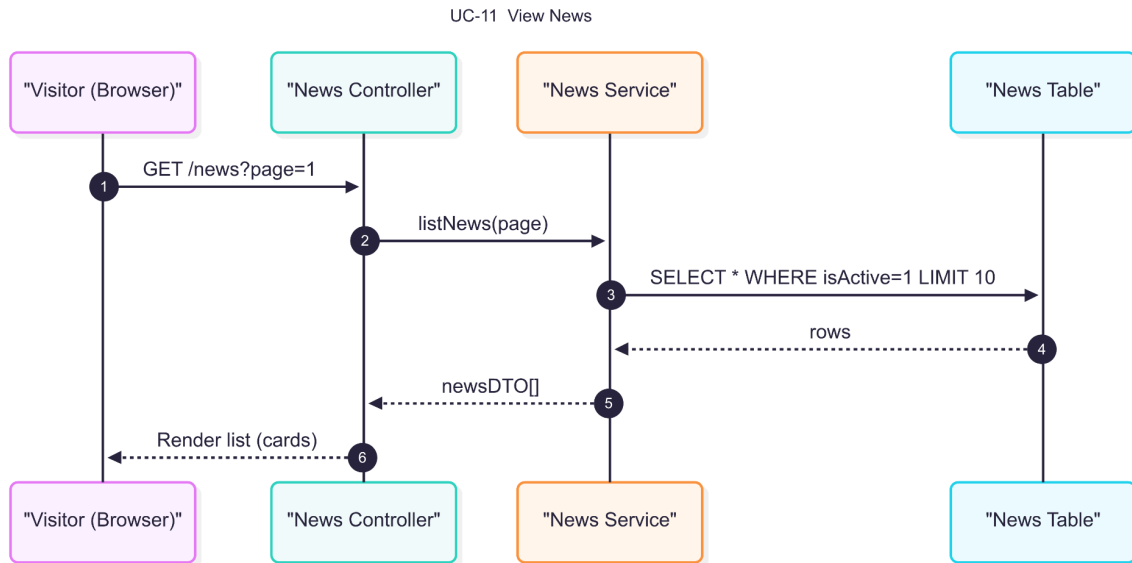 UC-11 View News
"Visitor (Browser)"
"News Controller"
"News Service"
"News Table"
GET /news?page=1
1
listNews(page)
2
SELECT * WHERE isActive=1 LIMIT 10
3
rows
4
newsDTO[]
5
Render list (cards)
6
"Visitor (Browser)"
"News Controller"
"News Service"
"News Table"